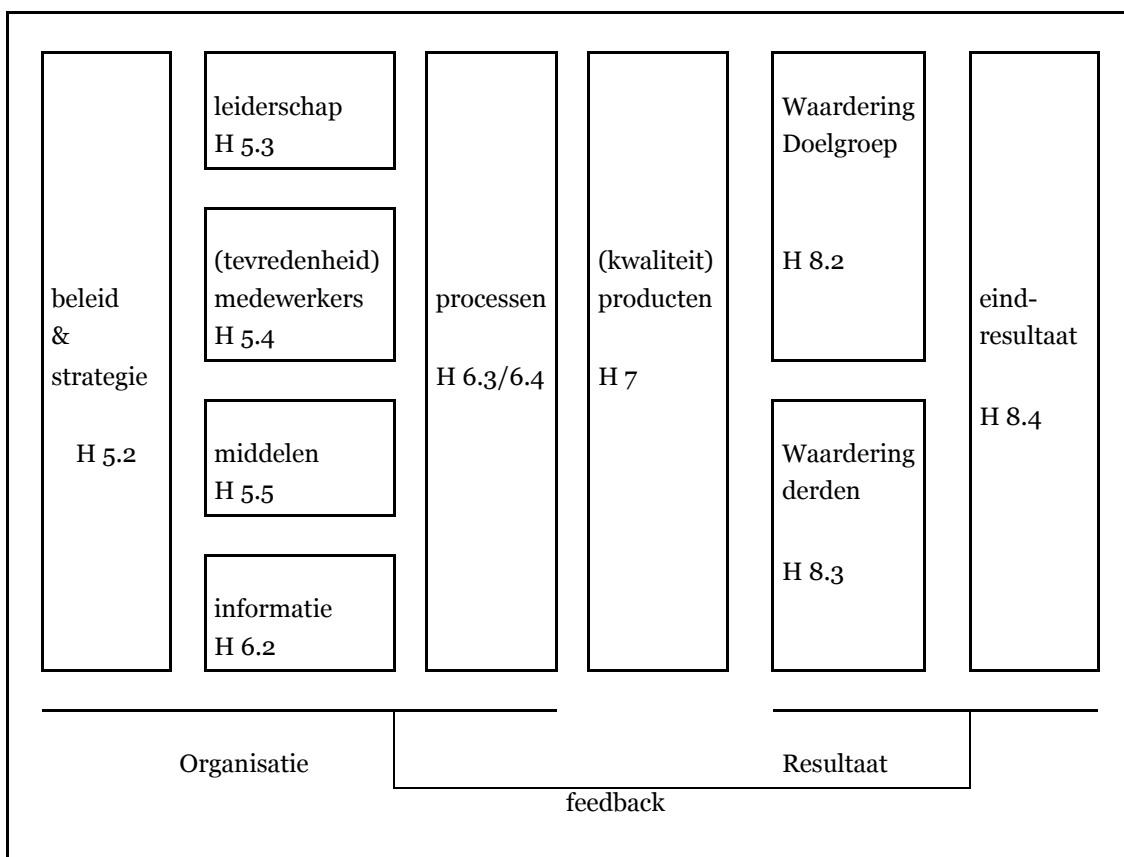 beleid
&
strategie
H 5.2
leiderschap
H 5.3
(tevredenheid)
medewerkers
H 5.4
middelen
H 5.5
informatie
H 6.2
processen
H 6.3/6.4
(kwaliteit)
producten
H 7
Waardering
Doelgroep
H 8.2
Waardering
derden
H 8.3
eind-
resultaat
H 8.4
Organisatie
Resultaat
feedback